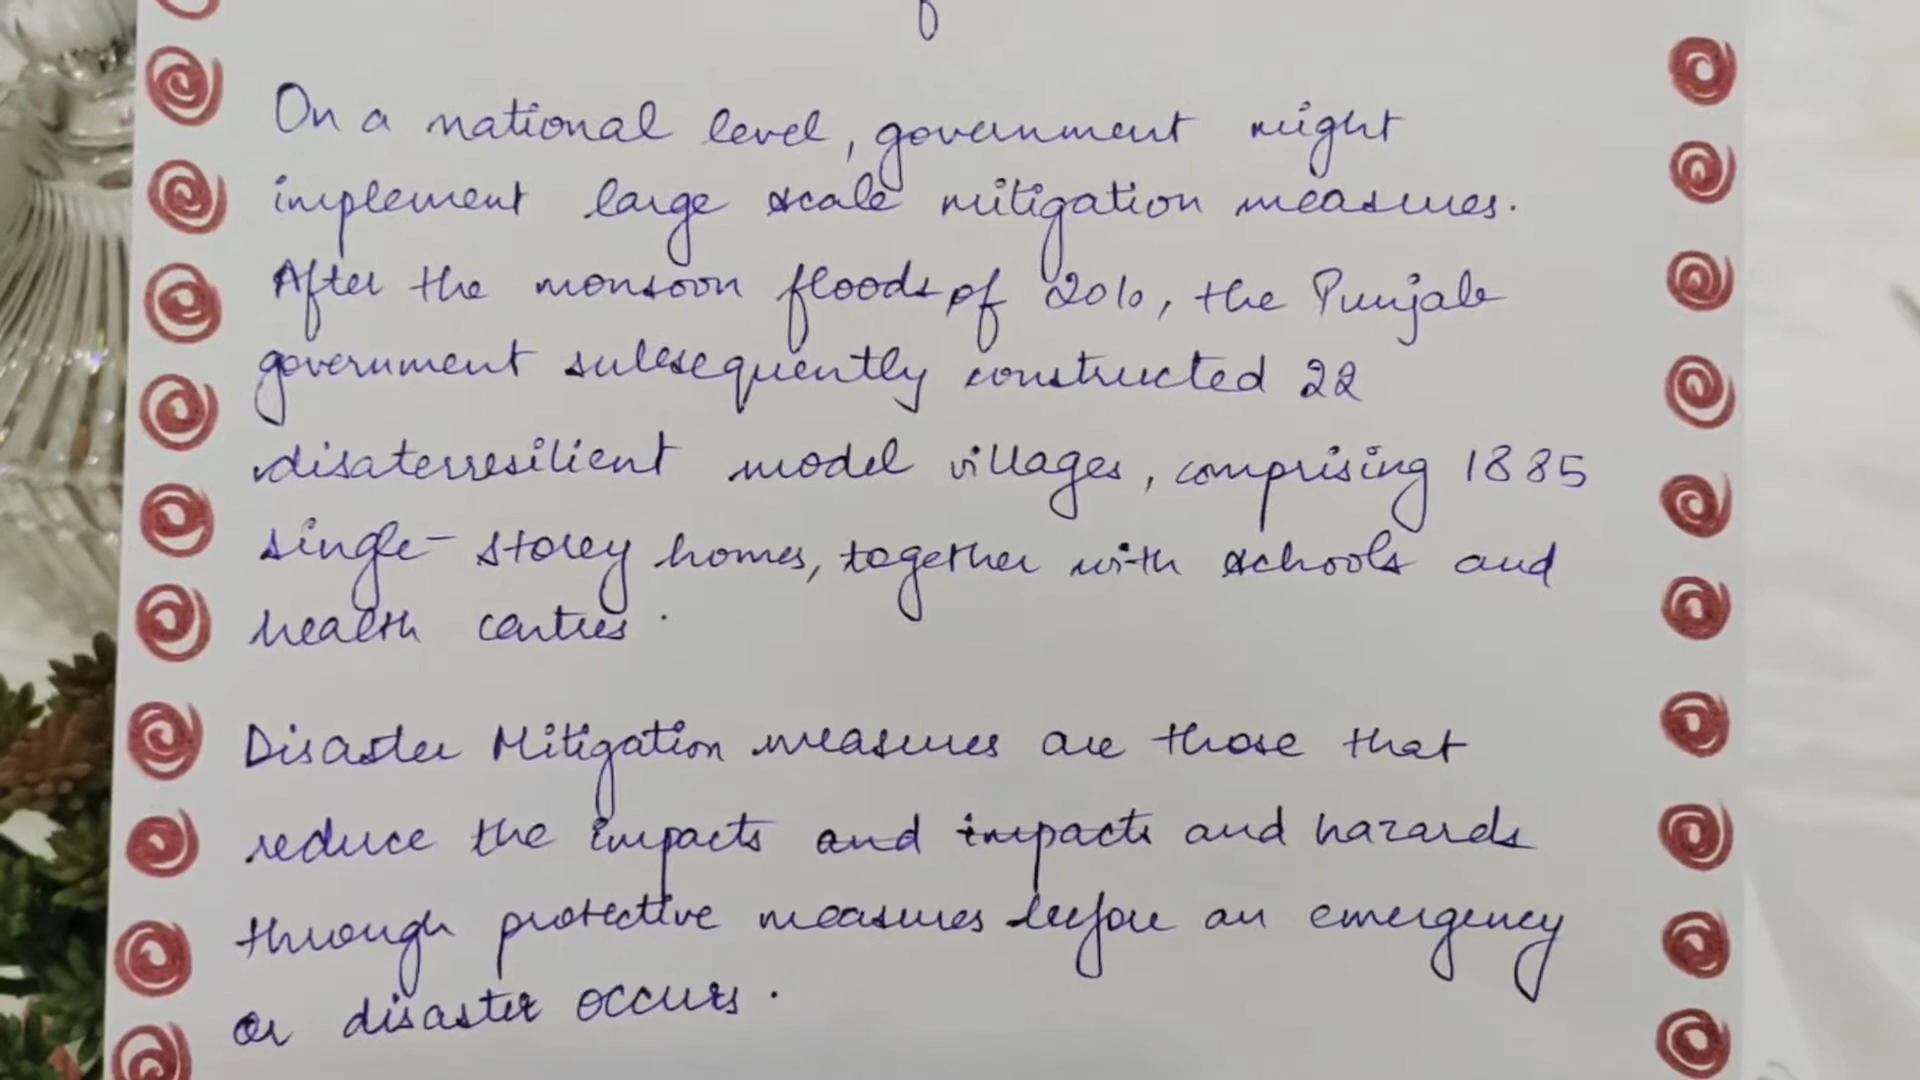 On a national level, government might
implement large scale mitigation measures.
After the monsoon floods of 2010, the Punjab
government subsequently constructed 22
disaterresilient model villages, comprising 1885
single-storey homes, together with schools and
health centres.
Disaster Mitigation measures are those that
reduce the impacts and impacts and hazards
through protective measures before an emergency
or disaster occurs.